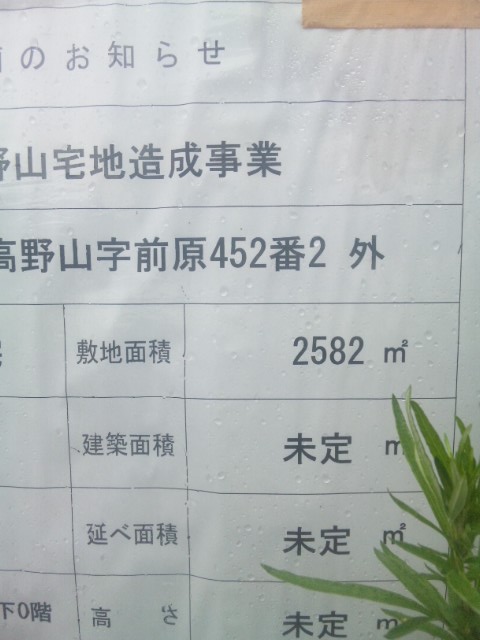 のお知らせ
野山宅地造成事業
高野山字前原452番2 外
敷地面積 2582 ㎡
建築面積 未定 ㎡
延べ面積 未定 ㎡
下0階 高さ 未定